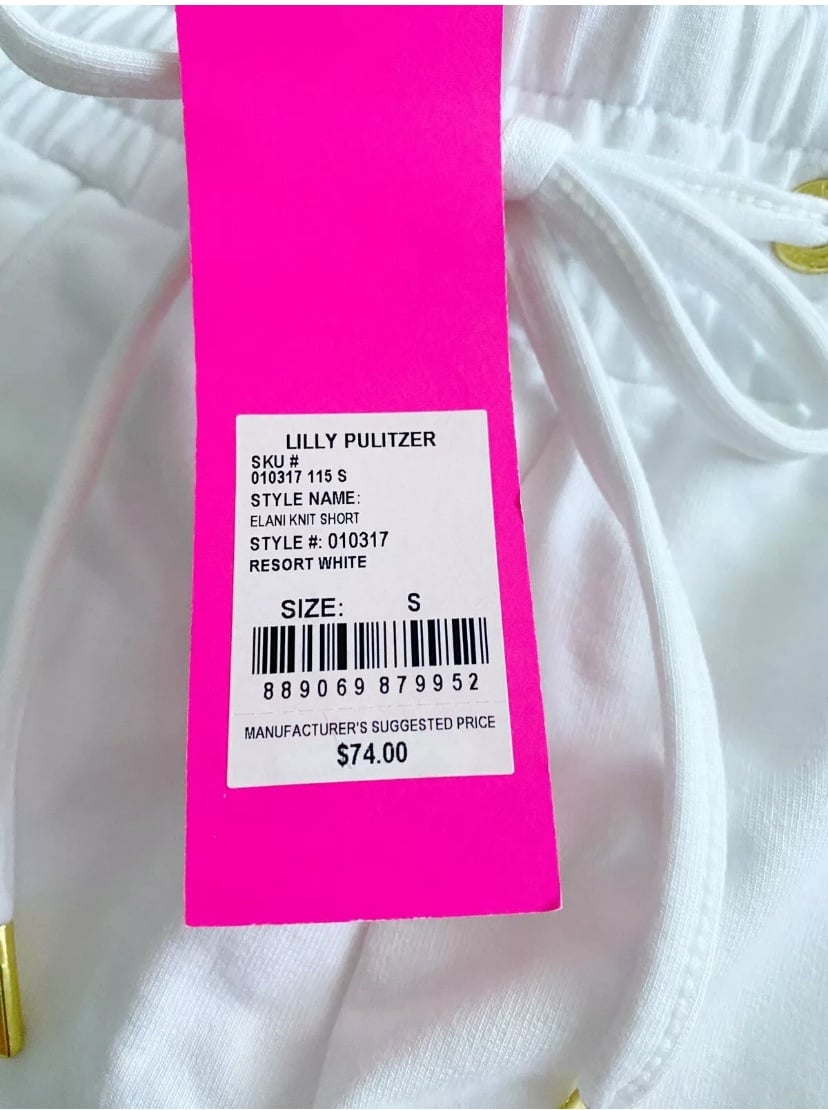 LILLY PULITZER
SKU #
010317 115 S
STYLE NAME:
ELANI KNIT SHORT
STYLE #: 010317
RESORT WHITE
SIZE: S
889069 879952
MANUFACTURER'S SUGGESTED PRICE
$74.00